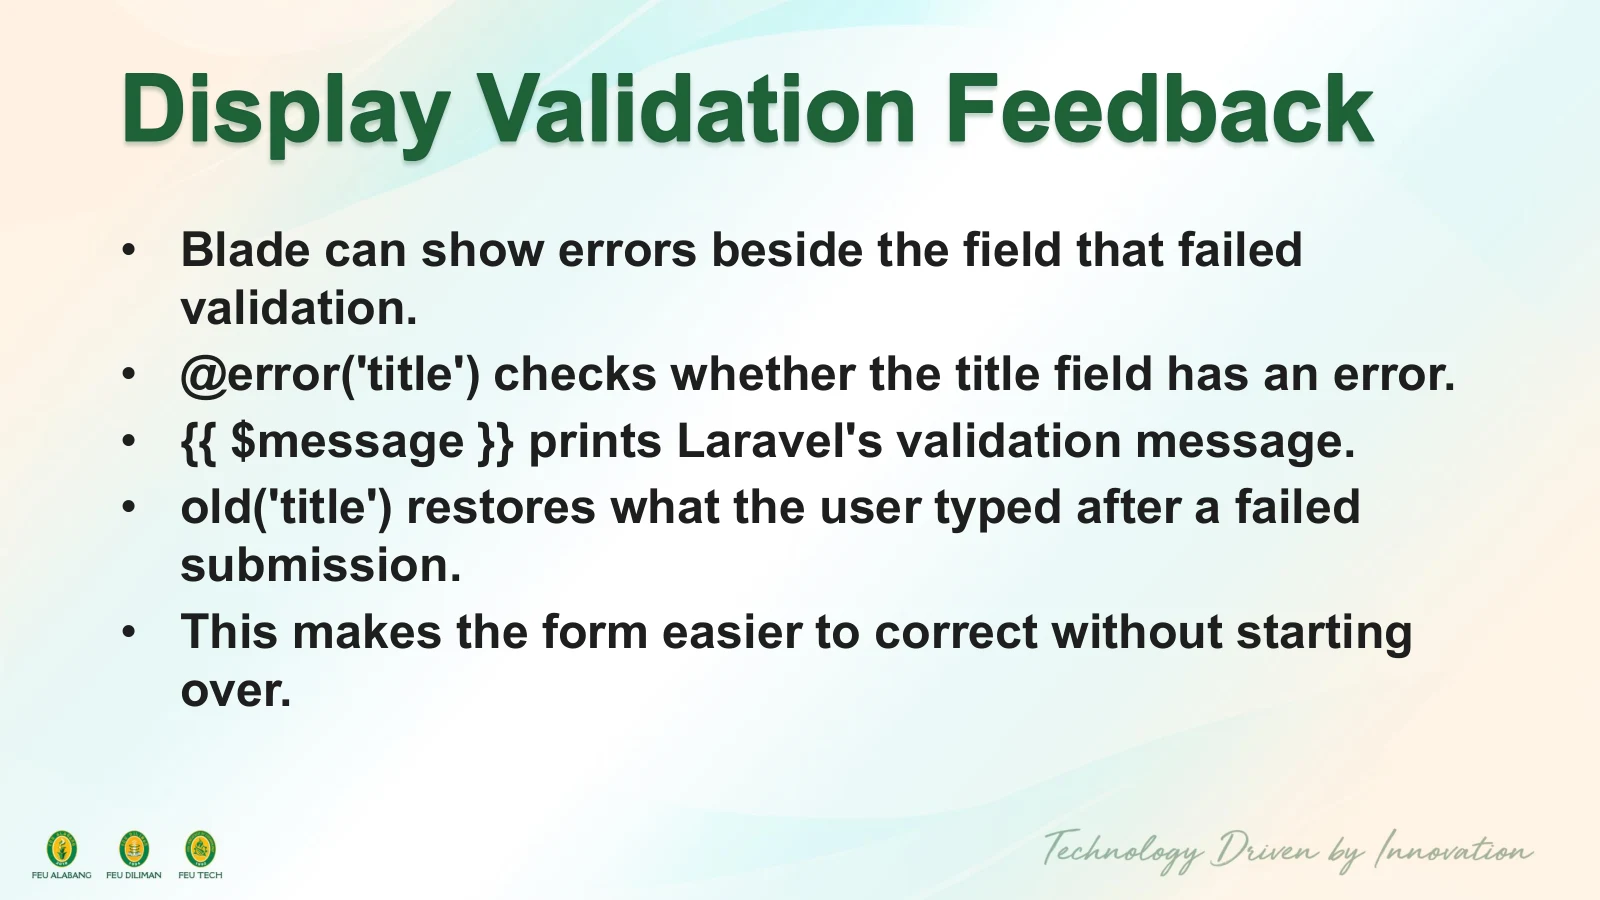 Display Validation Feedback
• Blade can show errors beside the field that failed
validation.
• @error('title') checks whether the title field has an error.
• {{ $message }} prints Laravel's validation message.
• old('title') restores what the user typed after a failed
submission.
• This makes the form easier to correct without starting
over.
FEU ALABANG FEU DILIMAN FEU TECH
Technology Driven by Innovation